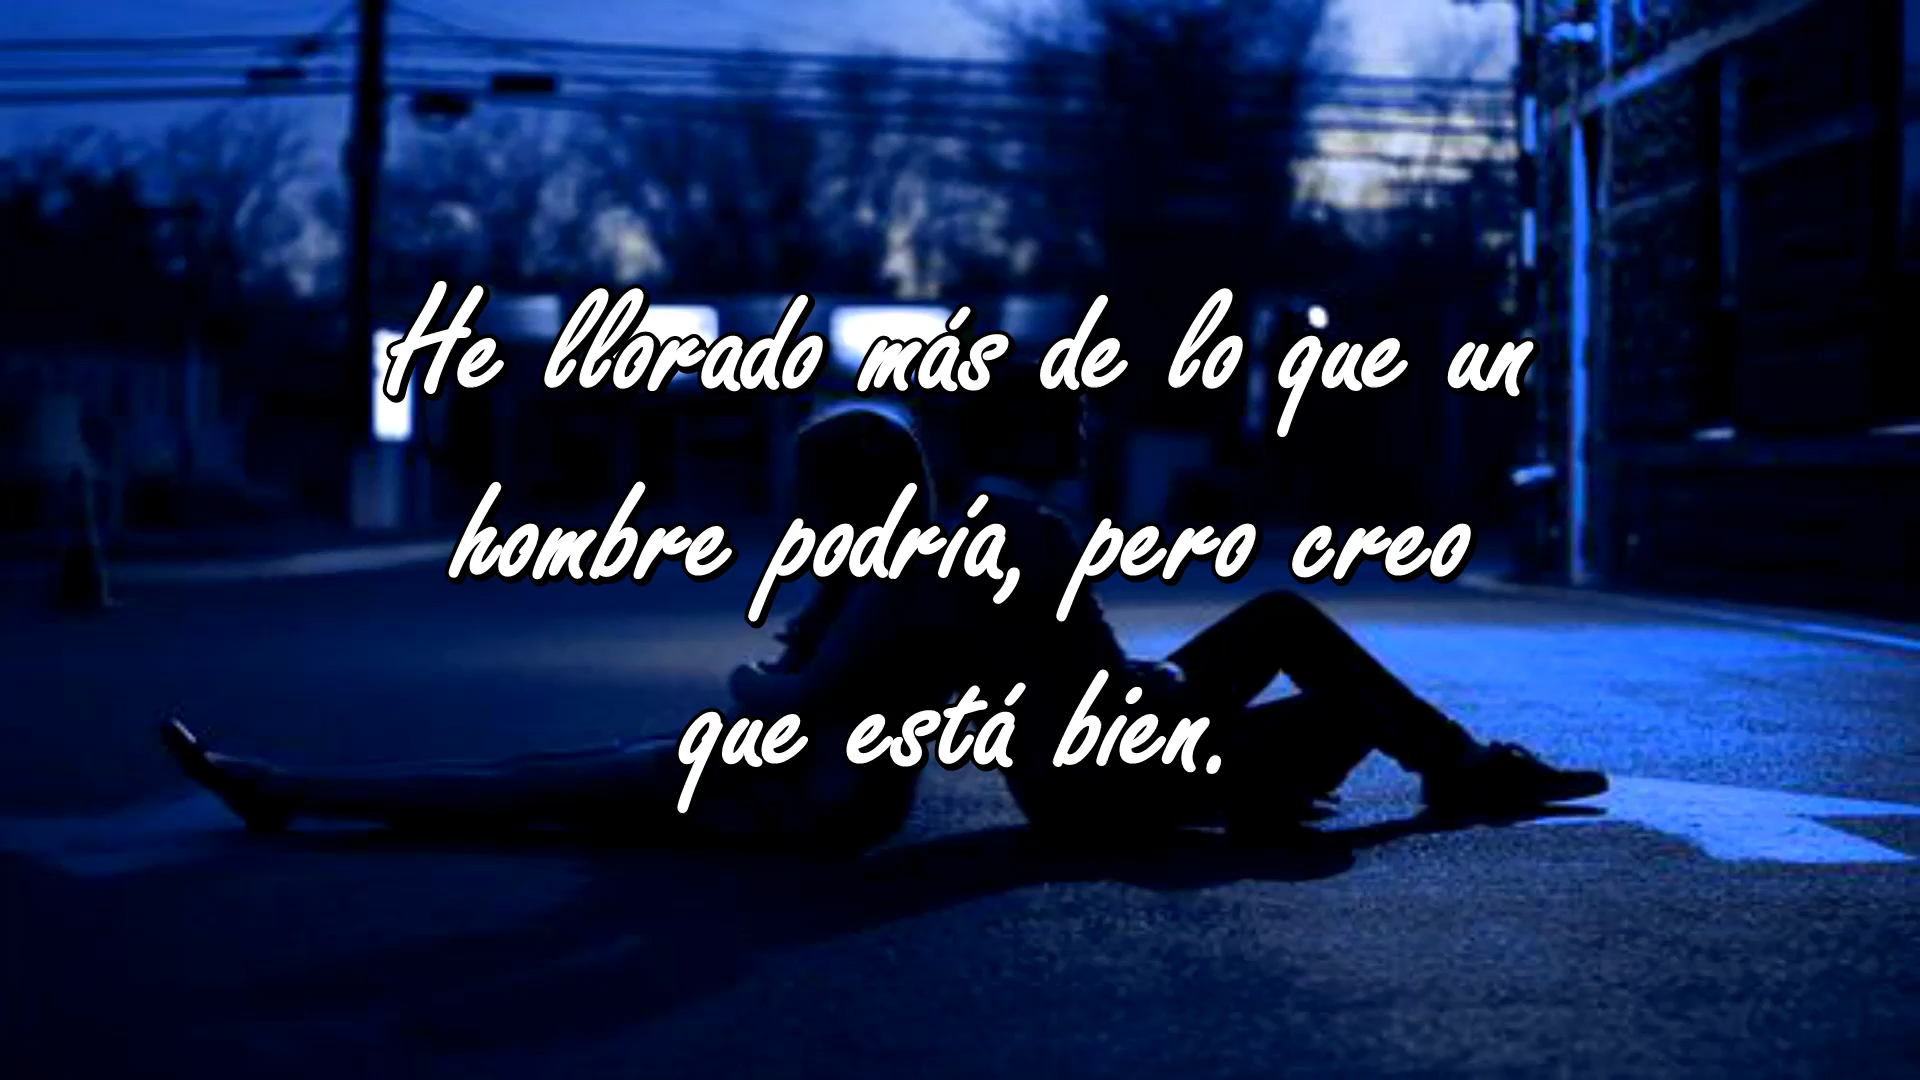 He llorado más de lo que un
hombre podría, pero creo
que está bien.